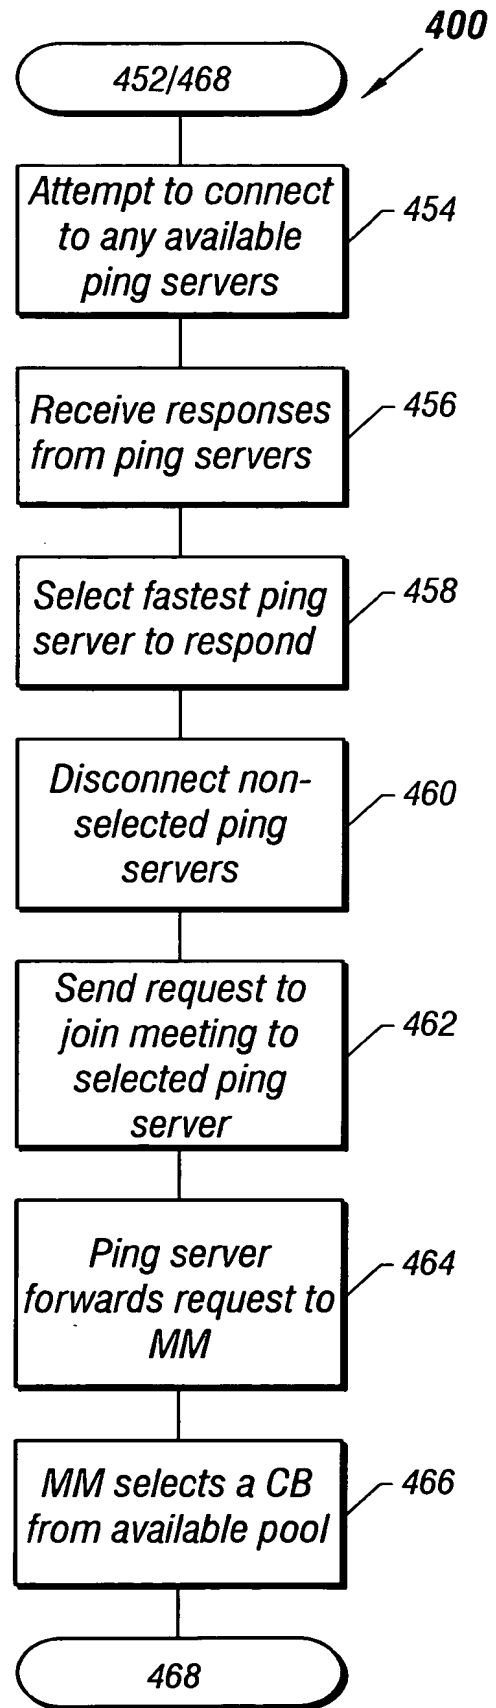 400
452/468
Attempt to connect
to any available
ping servers
454
Receive responses
from ping servers
456
Select fastest ping
server to respond
458
Disconnect non-
selected ping
servers
460
Send request to
join meeting to
selected ping
server
462
Ping server
forwards request to
MM
464
MM selects a CB
from available pool
466
468